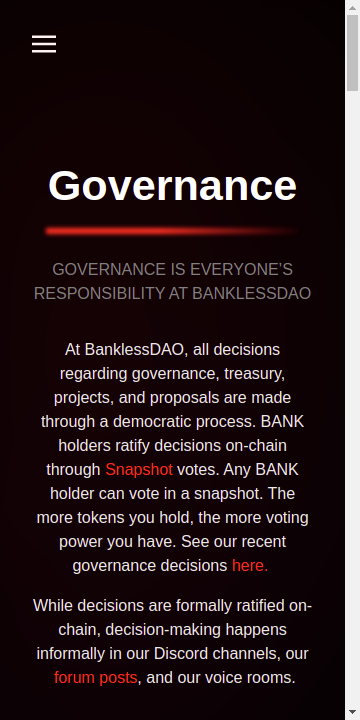 Governance
GOVERNANCE IS EVERYONE'S
RESPONSIBILITY AT BANKLESSDAO
At BanklessDAO, all decisions
regarding governance, treasury,
projects, and proposals are made
through a democratic process. BANK
holders ratify decisions on-chain
through Snapshot votes. Any BANK
holder can vote in a snapshot. The
more tokens you hold, the more voting
power you have. See our recent
governance decisions here.
While decisions are formally ratified on-
chain, decision-making happens
informally in our Discord channels, our
forum posts, and our voice rooms.